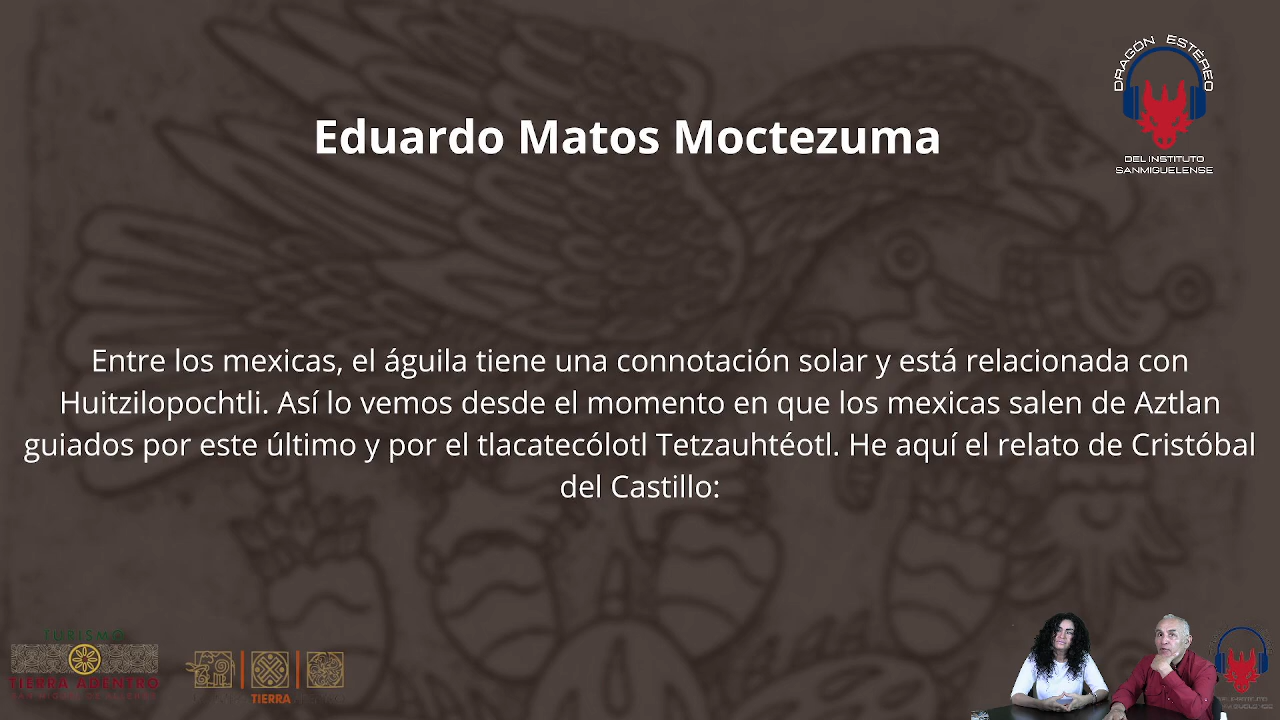 DRAGÓN ESTÉREO
DEL INSTITUTO
SANMIGUELENSE
Eduardo Matos Moctezuma
Entre los mexicas, el águila tiene una connotación solar y está relacionada con
Huitzilopochtli. Así lo vemos desde el momento en que los mexicas salen de Aztlan
guiados por este último y por el tlacatecólotl Tetzauhtéotl. He aquí el relato de Cristóbal
del Castillo:
TURISMO
TIERRA ADENTRO
TIERRA